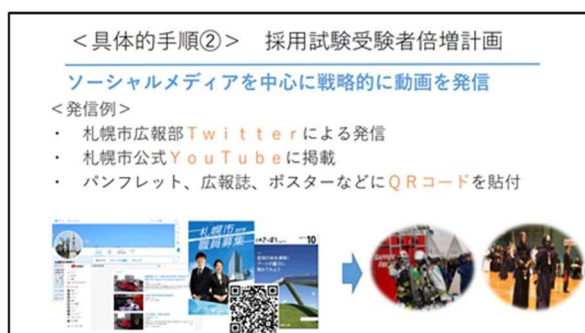 ＜具体的手順②＞　採用試験受験者倍増計画
ソーシャルメディアを中心に戦略的に動画を発信
＜発信例＞
・　札幌市広報部Ｔｗｉｔｔｅｒによる発信
・　札幌市公式ＹｏｕＴｕｂｅに掲載
・　パンフレット、広報誌、ポスターなどにＱＲコードを貼付
札幌市
職員募集
10